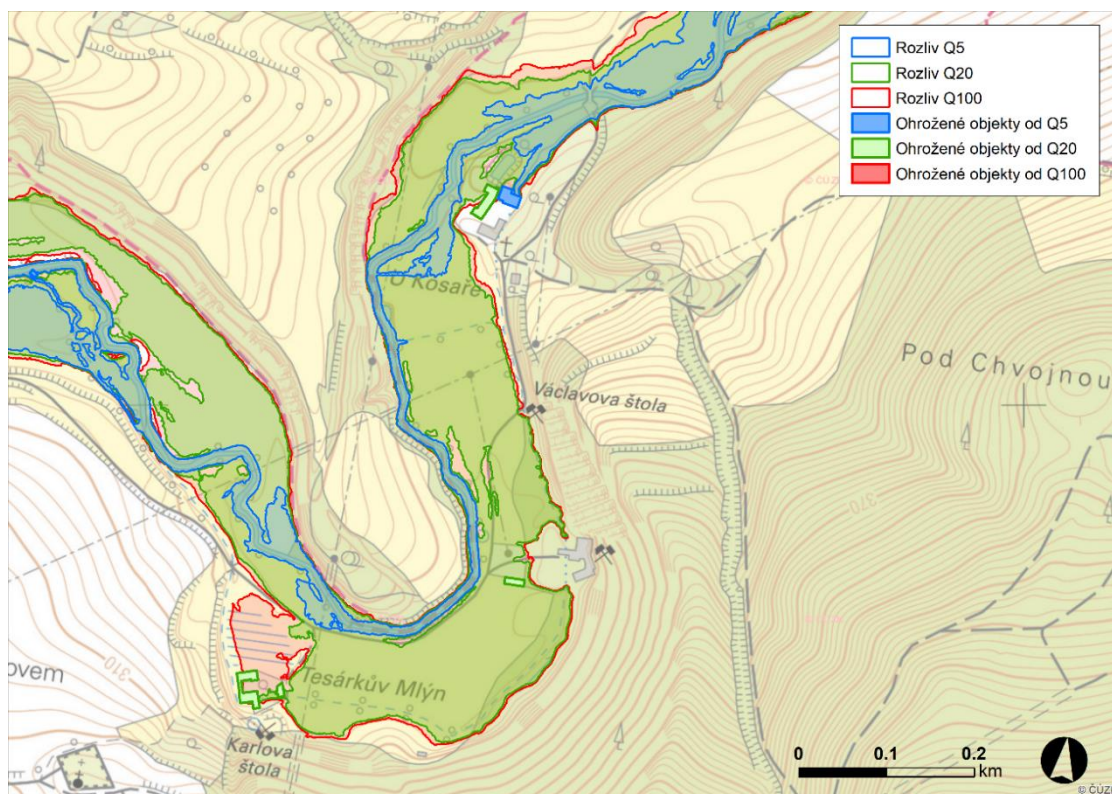 Rozliv Q5
Rozliv Q20
Rozliv Q100
Ohrožené objekty od Q5
Ohrožené objekty od Q20
Ohrožené objekty od Q100
U Kosaře
Václavova štola
Pod Chvojnou
370
310
ovem
Tesárkův Mlýn
Karlova
štola
0 0.1 0.2
km
© ČÚZ